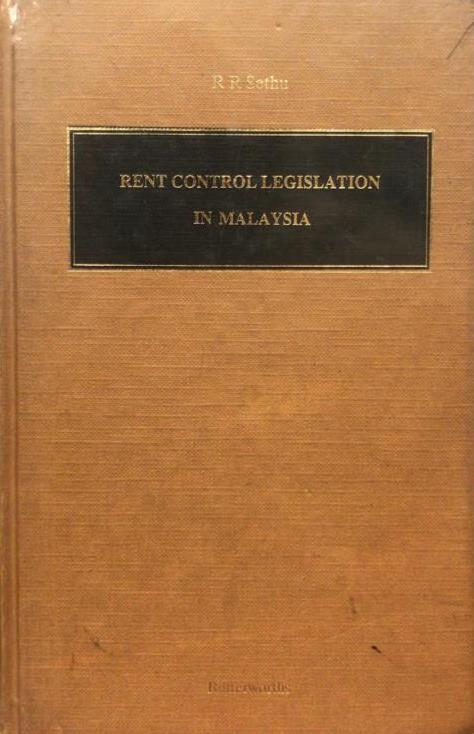 R R Sethu
RENT CONTROL LEGISLATION
IN MALAYSIA
Butterworths